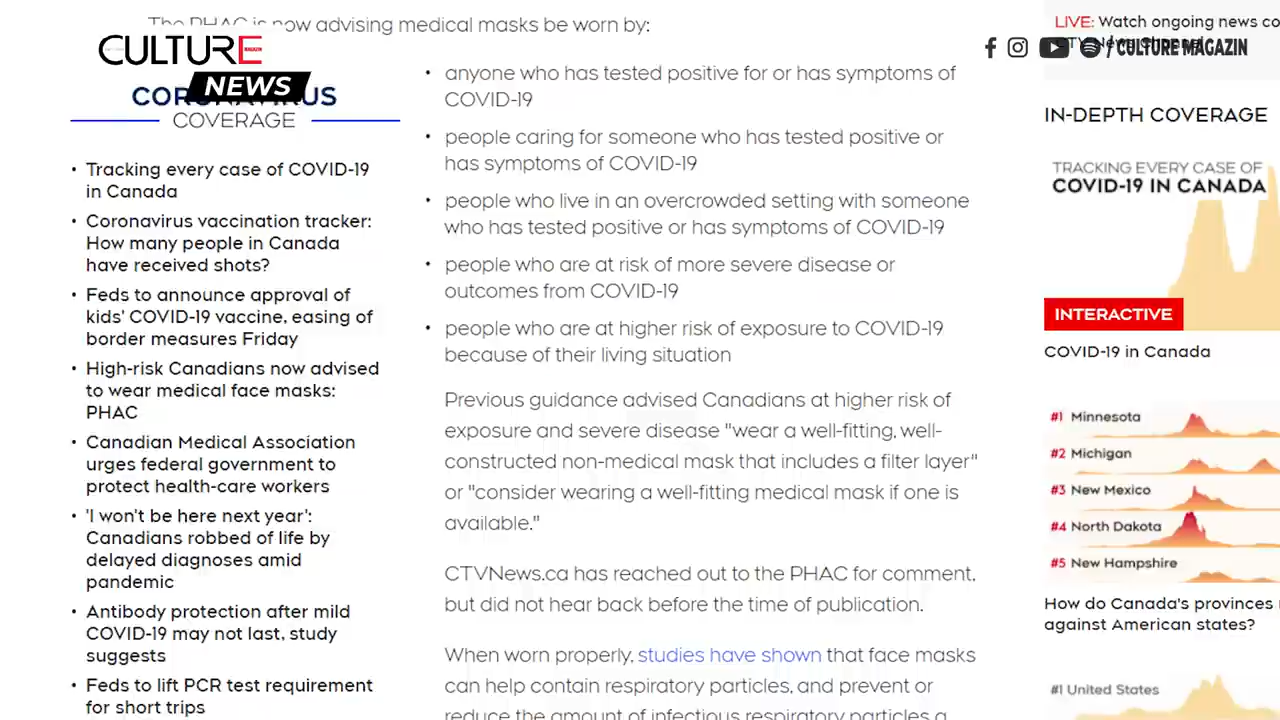 The PHAC is now advising medical masks be worn by:
CULTURE
NEWS
/ CULTURE MAGAZIN
CORONAVIRUS
COVERAGE
• Tracking every case of COVID-19
in Canada
• Coronavirus vaccination tracker:
How many people in Canada
have received shots?
• Feds to announce approval of
kids' COVID-19 vaccine, easing of
border measures Friday
• High-risk Canadians now advised
to wear medical face masks:
PHAC
• Canadian Medical Association
urges federal government to
protect health-care workers
• 'I won't be here next year':
Canadians robbed of life by
delayed diagnoses amid
pandemic
• Antibody protection after mild
COVID-19 may not last, study
suggests
• Feds to lift PCR test requirement
for short trips
• anyone who has tested positive for or has symptoms of
COVID-19
• people caring for someone who has tested positive or
has symptoms of COVID-19
• people who live in an overcrowded setting with someone
who has tested positive or has symptoms of COVID-19
• people who are at risk of more severe disease or
outcomes from COVID-19
• people who are at higher risk of exposure to COVID-19
because of their living situation
Previous guidance advised Canadians at higher risk of
exposure and severe disease "wear a well-fitting, well-
constructed non-medical mask that includes a filter layer"
or "consider wearing a well-fitting medical mask if one is
available."
CTVNews.ca has reached out to the PHAC for comment,
but did not hear back before the time of publication.
When worn properly, studies have shown that face masks
can help contain respiratory particles, and prevent or
reduce the amount of infectious respiratory particles a
LIVE: Watch ongoing news co
IN-DEPTH COVERAGE
TRACKING EVERY CASE OF
COVID-19 IN CANADA
INTERACTIVE
COVID-19 in Canada
#1 Minnesota
#2 Michigan
#3 New Mexico
#4 North Dakota
#5 New Hampshire
How do Canada's provinces
against American states?
#1 United States